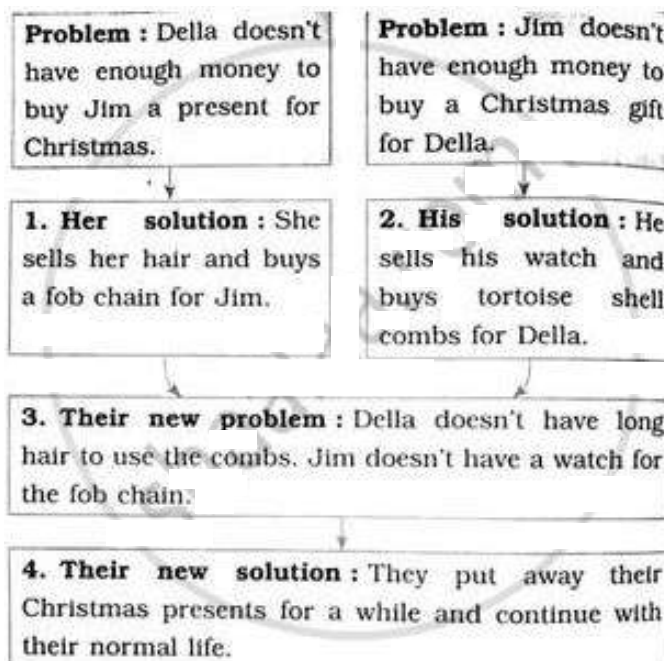 Problem : Della doesn't
have enough money to
buy Jim a present for
Christmas.
Problem : Jim doesn't
have enough money to
buy a Christmas gift
for Della.
1. Her solution : She
sells her hair and buys
a fob chain for Jim.
2. His solution : He
sells his watch and
buys tortoise shell
combs for Della.
3. Their new problem : Della doesn't have long
hair to use the combs. Jim doesn't have a watch for
the fob chain.
4. Their new solution : They put away their
Christmas presents for a while and continue with
their normal life.